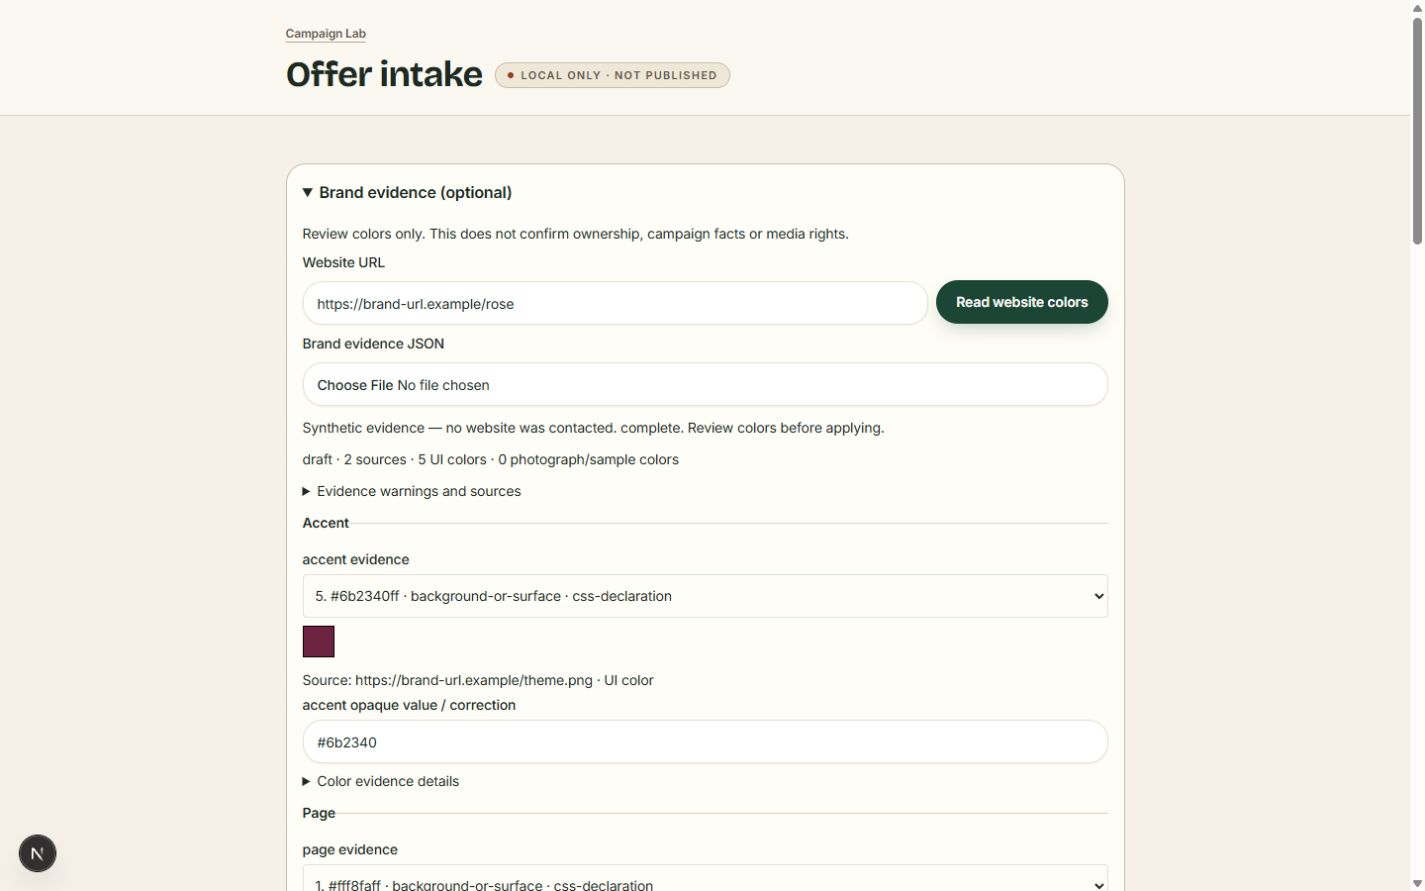 Campaign Lab
Offer intake
LOCAL ONLY · NOT PUBLISHED
▼ Brand evidence (optional)
Review colors only. This does not confirm ownership, campaign facts or media rights.
Website URL
https://brand-url.example/rose
Read website colors
Brand evidence JSON
Choose File No file chosen
Synthetic evidence — no website was contacted. complete. Review colors before applying.
draft · 2 sources · 5 UI colors · 0 photograph/sample colors
▶ Evidence warnings and sources
Accent
accent evidence
5. #6b2340ff · background-or-surface · css-declaration
Source: https://brand-url.example/theme.png · UI color
accent opaque value / correction
#6b2340
▶ Color evidence details
Page
page evidence
1. #fff8faff · background-or-surface · css-declaration
N